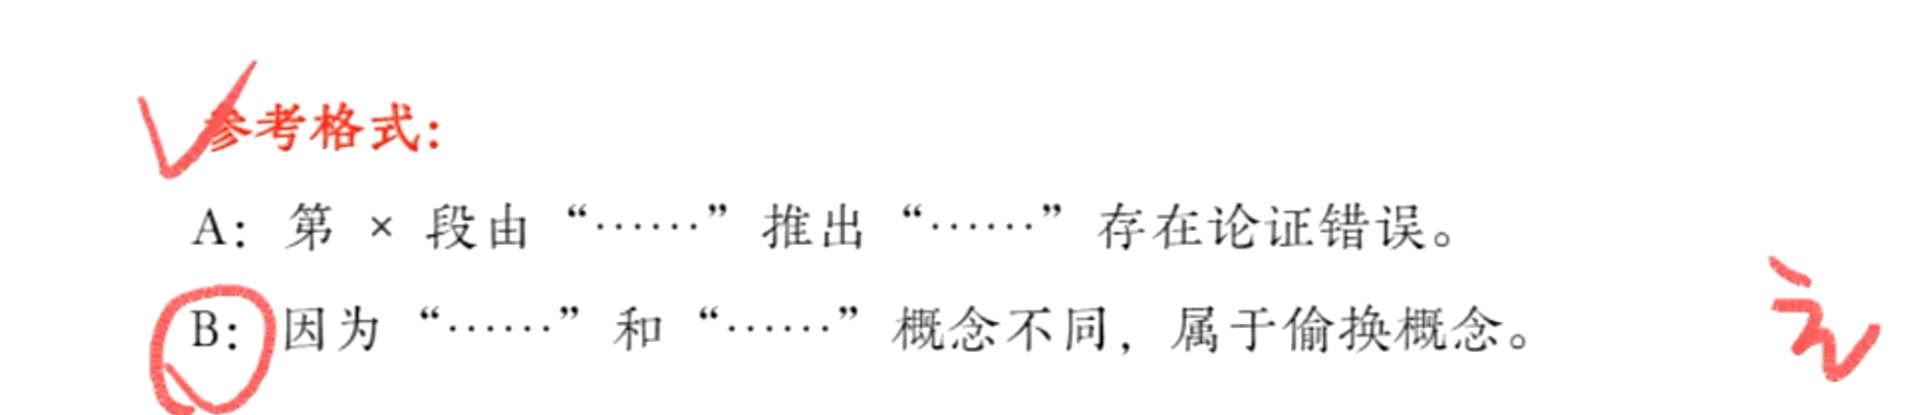 参考格式：
A：第 × 段由“……”推出“……”存在论证错误。
B：因为“……”和“……”概念不同，属于偷换概念。